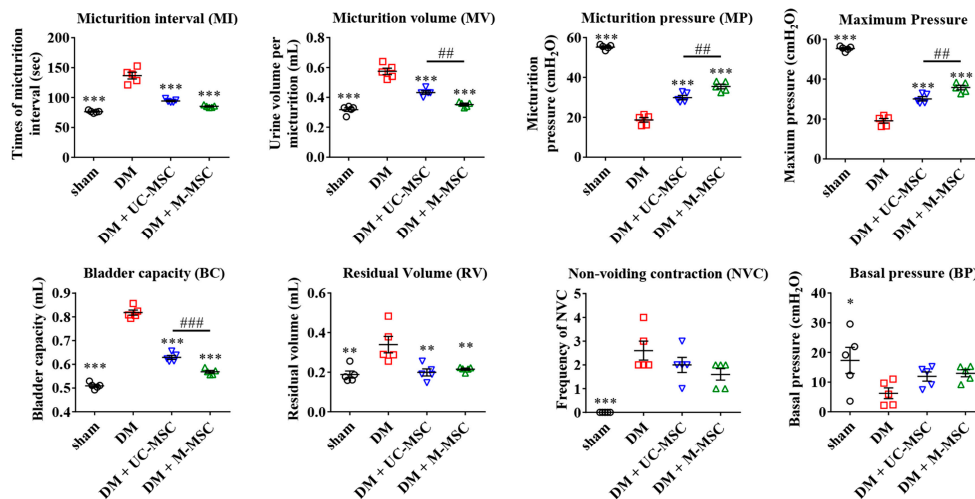 Micturition interval (MI)
Times of micturition
interval (sec)
200
150
100
50
0
***
***
***
sham
DM
DM + UC-MSC
DM + M-MSC
Micturition volume (MV)
Urine volume per
micturition (mL)
0.8
0.6
0.4
0.2
0.0
***
***
***
##
sham
DM
DM + UC-MSC
DM + M-MSC
Micturition pressure (MP)
Micturition
pressure (cmH2O)
60
40
20
0
***
***
***
##
sham
DM
DM + UC-MSC
DM + M-MSC
Maximum Pressure
Maxium pressure (cmH2O)
60
40
20
0
***
***
***
##
sham
DM
DM + UC-MSC
DM + M-MSC
Bladder capacity (BC)
Bladder capacity (mL)
0.9
0.8
0.7
0.6
0.5
0.4
***
***
***
###
sham
DM
DM + UC-MSC
DM + M-MSC
Residual Volume (RV)
Residual volume (mL)
0.6
0.4
0.2
0.0
**
**
**
sham
DM
DM + UC-MSC
DM + M-MSC
Non-voiding contraction (NVC)
Frequency of NVC
5
4
3
2
1
0
***
sham
DM
DM + UC-MSC
DM + M-MSC
Basal pressure (BP)
Basal pressure (cmH2O)
40
30
20
10
0
*
sham
DM
DM + UC-MSC
DM + M-MSC